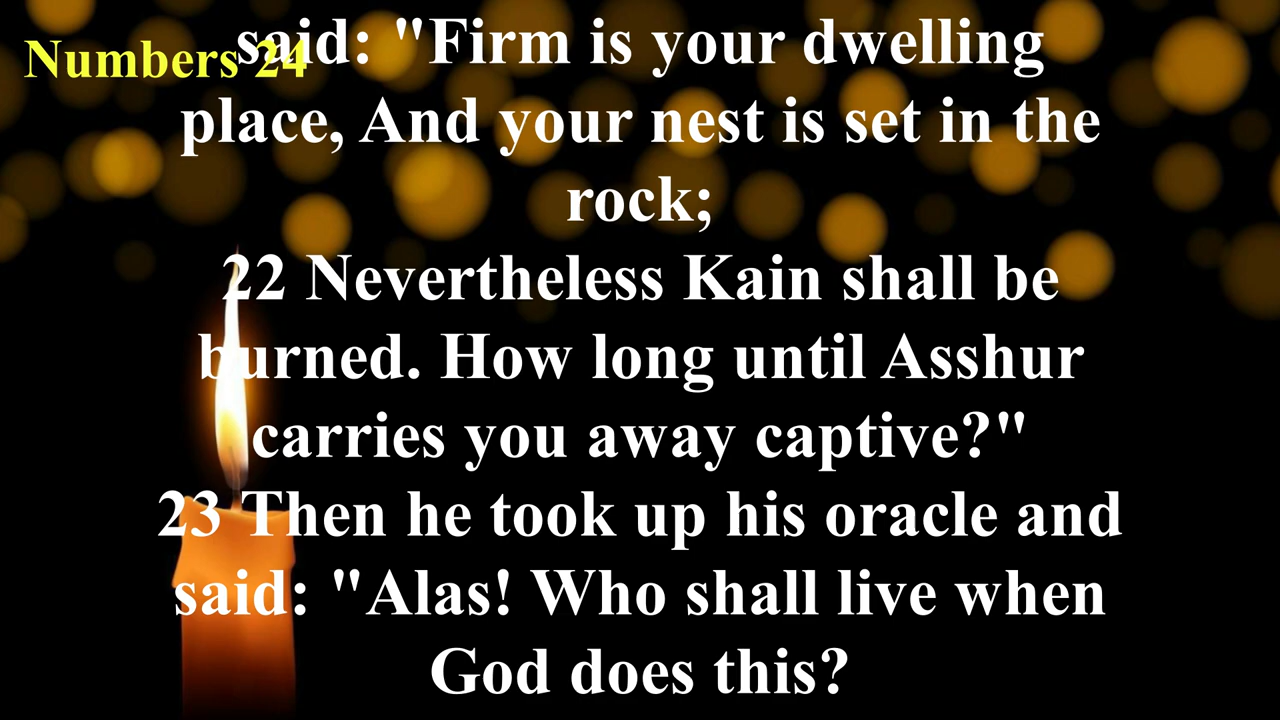 Numbers 24
said: "Firm is your dwelling
place, And your nest is set in the
rock;
22 Nevertheless Kain shall be
burned. How long until Asshur
carries you away captive?"
23 Then he took up his oracle and
said: "Alas! Who shall live when
God does this?